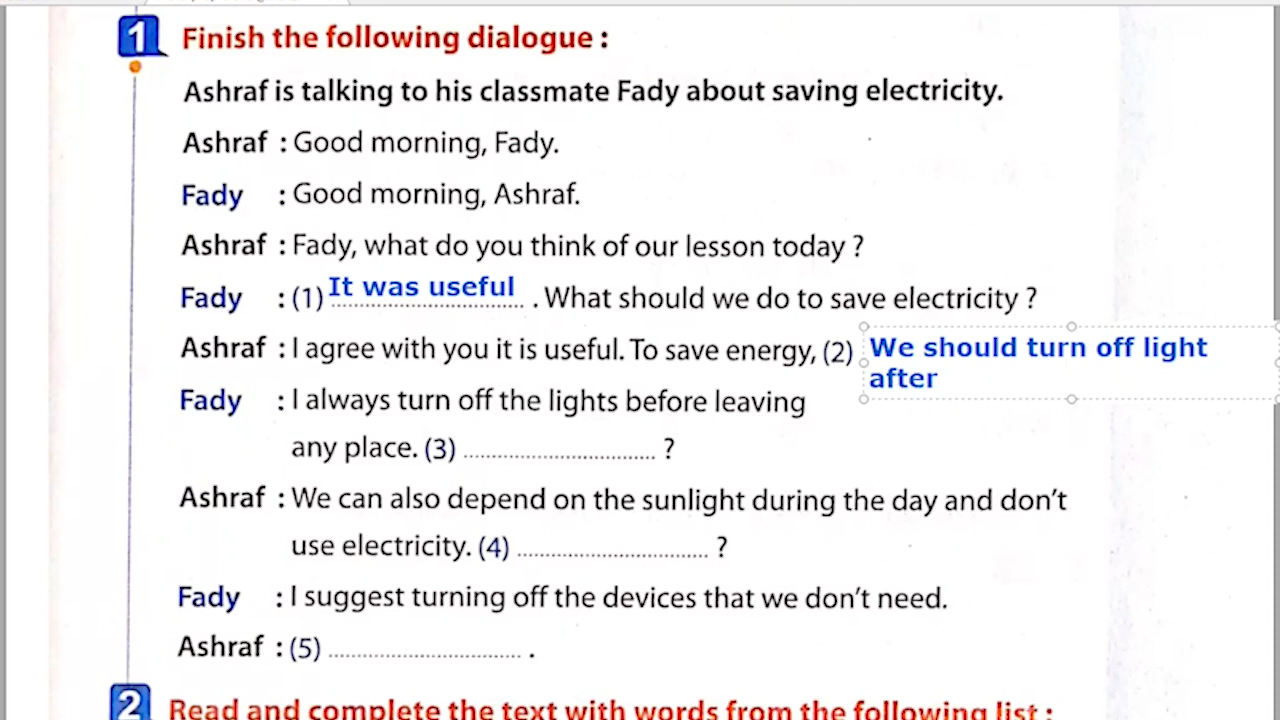 1 Finish the following dialogue :
Ashraf is talking to his classmate Fady about saving electricity.
Ashraf : Good morning, Fady.
Fady : Good morning, Ashraf.
Ashraf : Fady, what do you think of our lesson today ?
Fady : (1) It was useful . What should we do to save electricity ?
Ashraf : I agree with you it is useful. To save energy, (2) We should turn off light
after
Fady : I always turn off the lights before leaving
any place. (3) .............................. ?
Ashraf : We can also depend on the sunlight during the day and don't
use electricity. (4) .............................. ?
Fady : I suggest turning off the devices that we don't need.
Ashraf : (5) .............................. .
2 Read and complete the text with words from the following list :